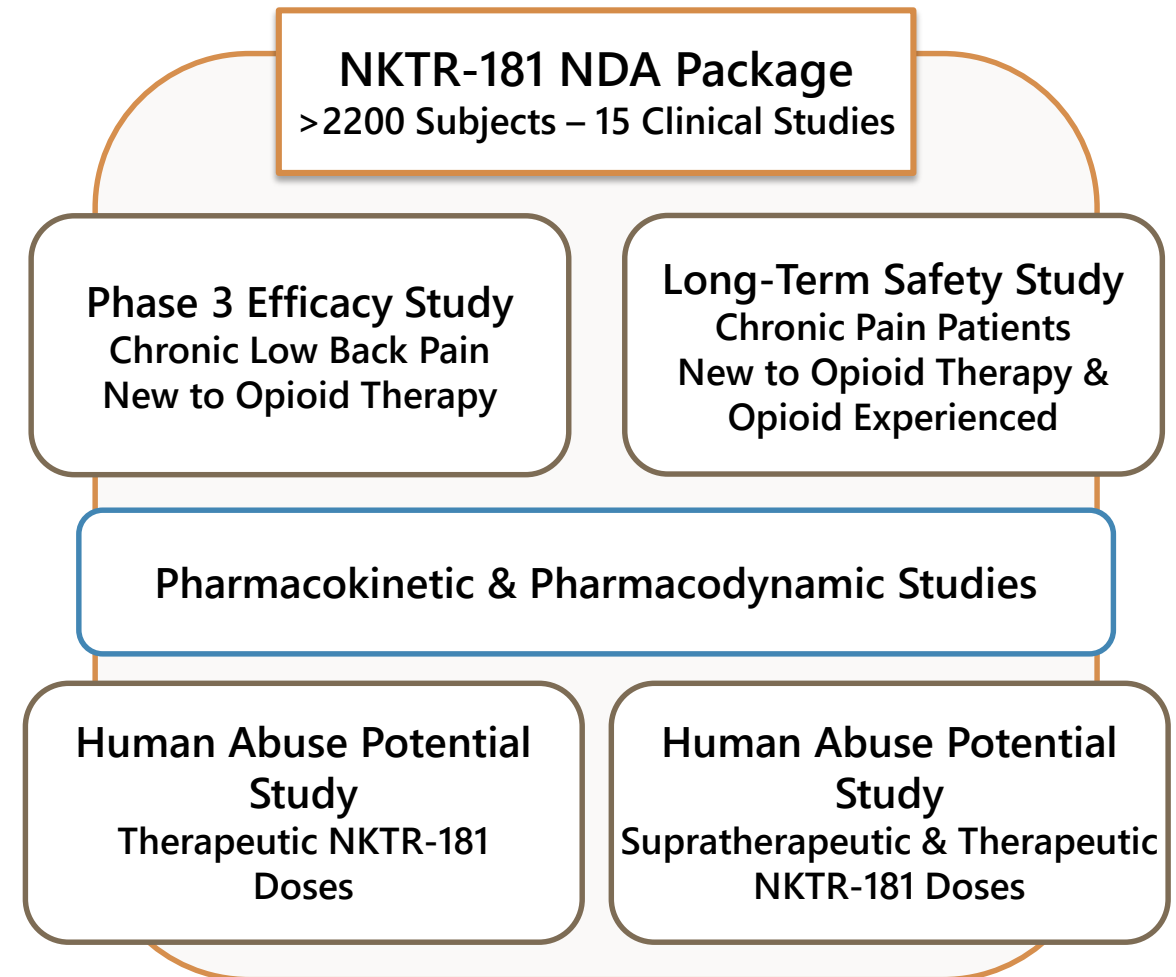 NKTR-181 NDA Package
>2200 Subjects – 15 Clinical Studies
Phase 3 Efficacy Study
Chronic Low Back Pain
New to Opioid Therapy
Long-Term Safety Study
Chronic Pain Patients
New to Opioid Therapy &
Opioid Experienced
Pharmacokinetic & Pharmacodynamic Studies
Human Abuse Potential
Study
Therapeutic NKTR-181
Doses
Human Abuse Potential
Study
Supratherapeutic & Therapeutic
NKTR-181 Doses